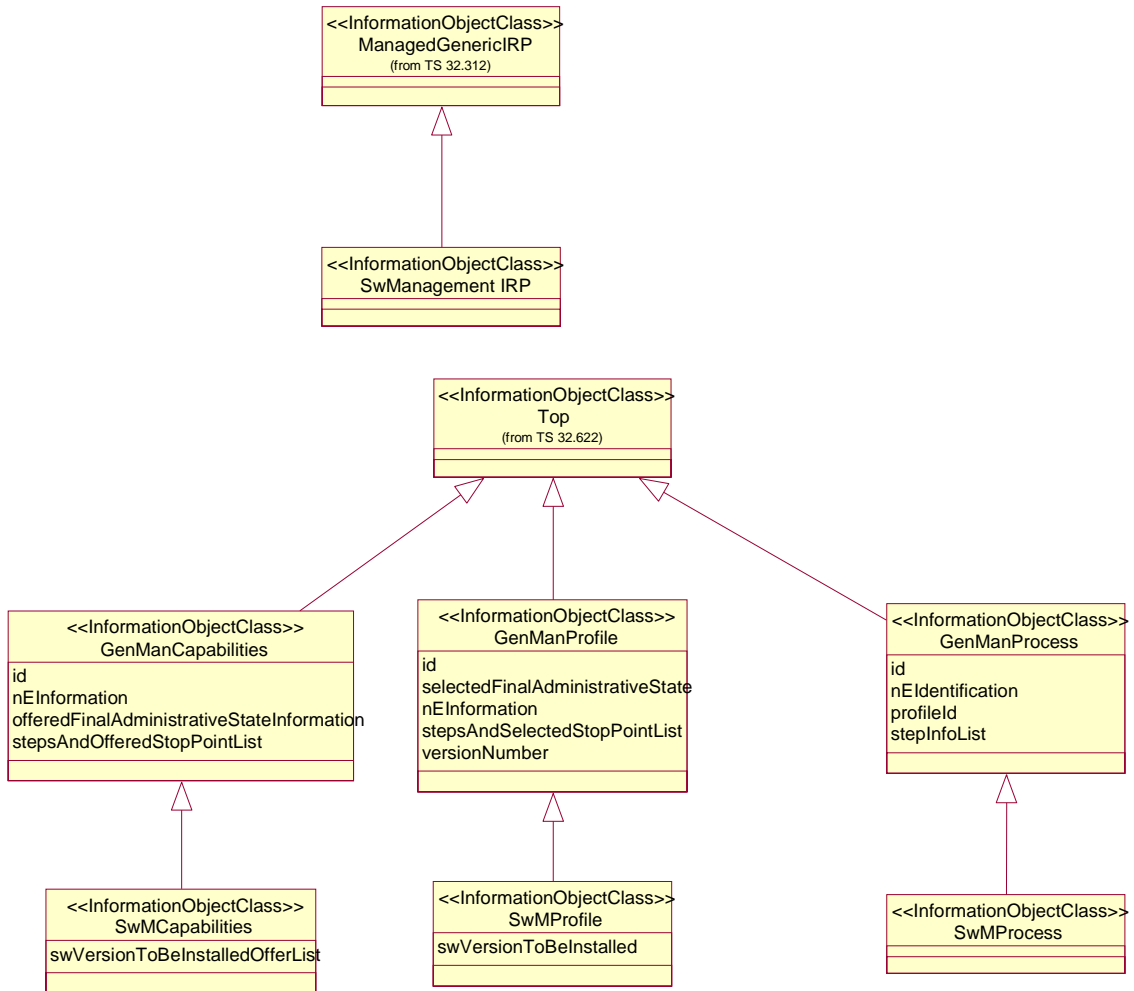 <<InformationObjectClass>>
ManagedGenericIRP
(from TS 32.312)
<<InformationObjectClass>>
SwManagement IRP
<<InformationObjectClass>>
Top
(from TS 32.622)
<<InformationObjectClass>>
GenManCapabilities
id
nEInformation
offeredFinalAdministrativeStateInformation
stepsAndOfferedStopPointList
<<InformationObjectClass>>
GenManProfile
id
selectedFinalAdministrativeState
nEInformation
stepsAndSelectedStopPointList
versionNumber
<<InformationObjectClass>>
GenManProcess
id
nEIdentification
profileId
stepInfoList
<<InformationObjectClass>>
SwMCapabilities
swVersionToBeInstalledOfferList
<<InformationObjectClass>>
SwMProfile
swVersionToBeInstalled
<<InformationObjectClass>>
SwMProcess